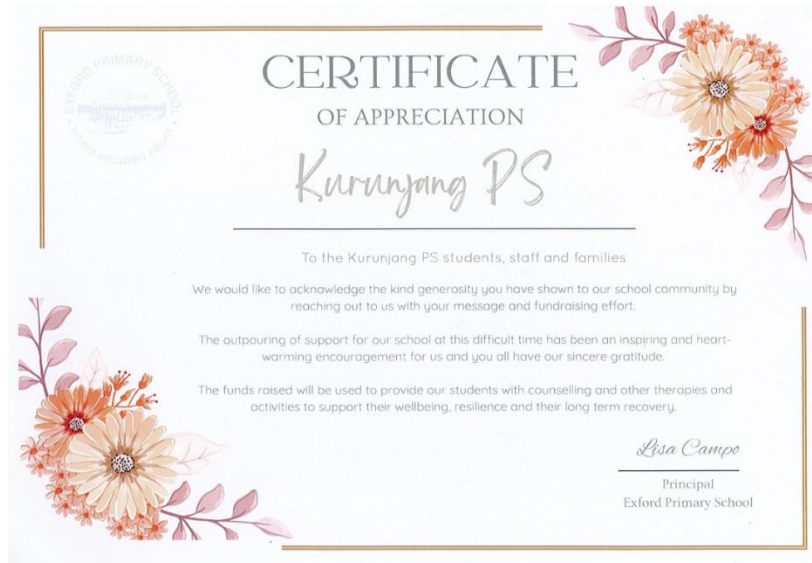 EXFORD PRIMARY SCHOOL
where children count
CERTIFICATE
OF APPRECIATION
Kurunjang PS
To the Kurunjang PS students, staff and families
We would like to acknowledge the kind generosity you have shown to our school community by
reaching out to us with your message and fundraising effort.
The outpouring of support for our school at this difficult time has been an inspiring and heart-
warming encouragement for us and you all have our sincere gratitude.
The funds raised will be used to provide our students with counselling and other therapies and
activities to support their wellbeing, resilience and their long term recovery.
Lisa Campo
Principal
Exford Primary School